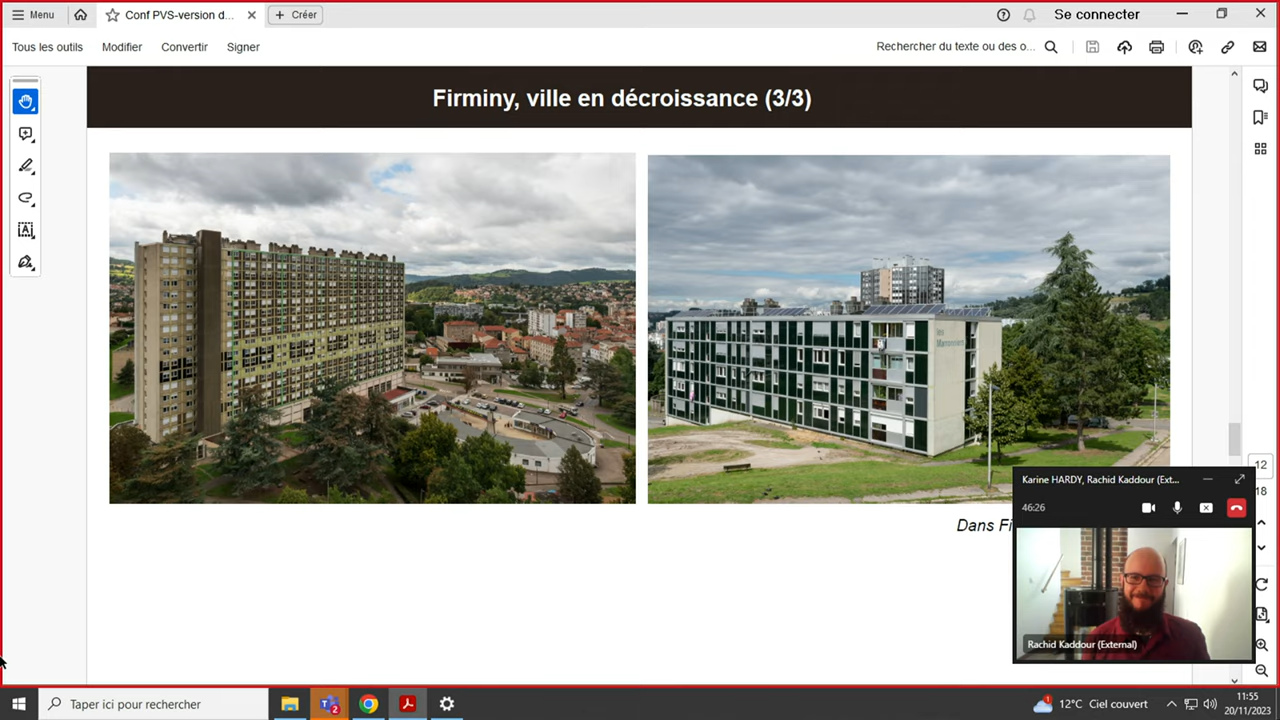 Menu
Conf PVS-version d...
Créer
Se connecter
Tous les outils
Modifier
Convertir
Signer
Rechercher du texte ou des o...
Firminy, ville en décroissance (3/3)
Dans Fi
12
18
Karine HARDY, Rachid Kaddour (Ext...
46:26
Rachid Kaddour (External)
Taper ici pour rechercher
2
1
12°C Ciel couvert
11:55
20/11/2023